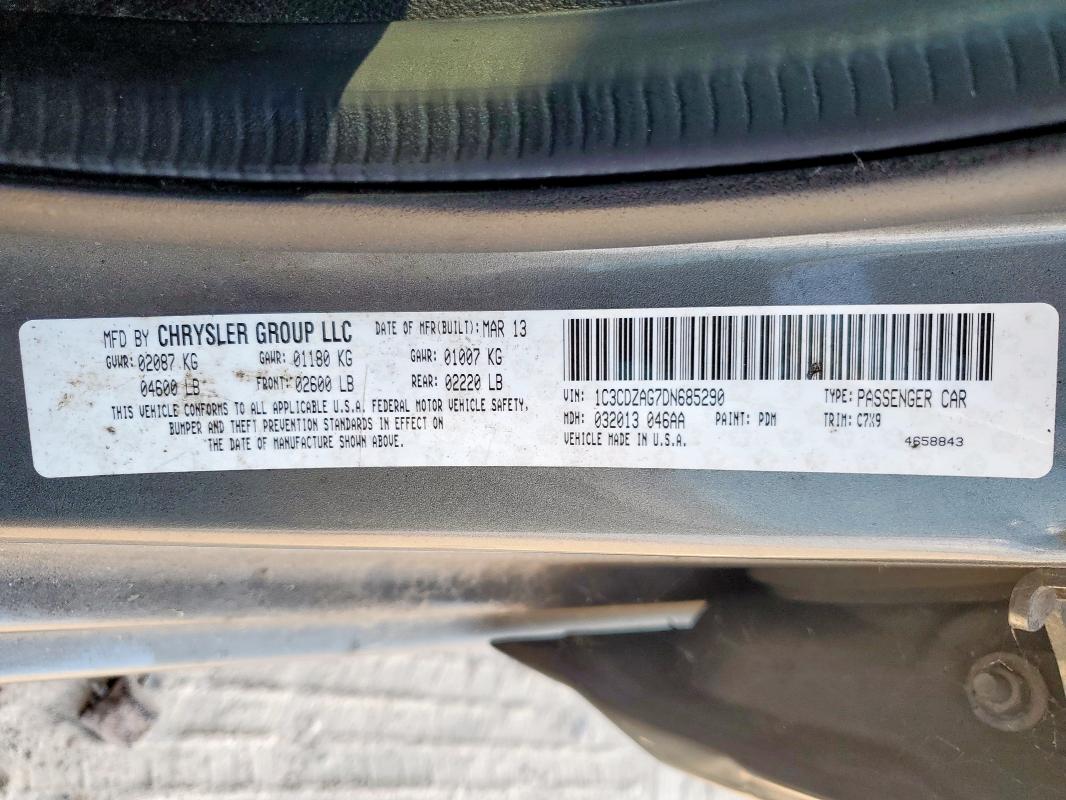 MFD BY CHRYSLER GROUP LLC DATE OF MFR(BUILT): MAR 13
GVWR: 02087 KG GAWR: 01180 KG GAWR: 01007 KG
04600 LB FRONT: 02600 LB REAR: 02220 LB
THIS VEHICLE CONFORMS TO ALL APPLICABLE U.S.A. FEDERAL MOTOR VEHICLE SAFETY,
BUMPER AND THEFT PREVENTION STANDARDS IN EFFECT ON
THE DATE OF MANUFACTURE SHOWN ABOVE.
VIN: 1C3CDZAG7DN685290 TYPE: PASSENGER CAR
MDH: 032013 046AA PAINT: PDM TRIM: C7X9
VEHICLE MADE IN U.S.A. 4658843